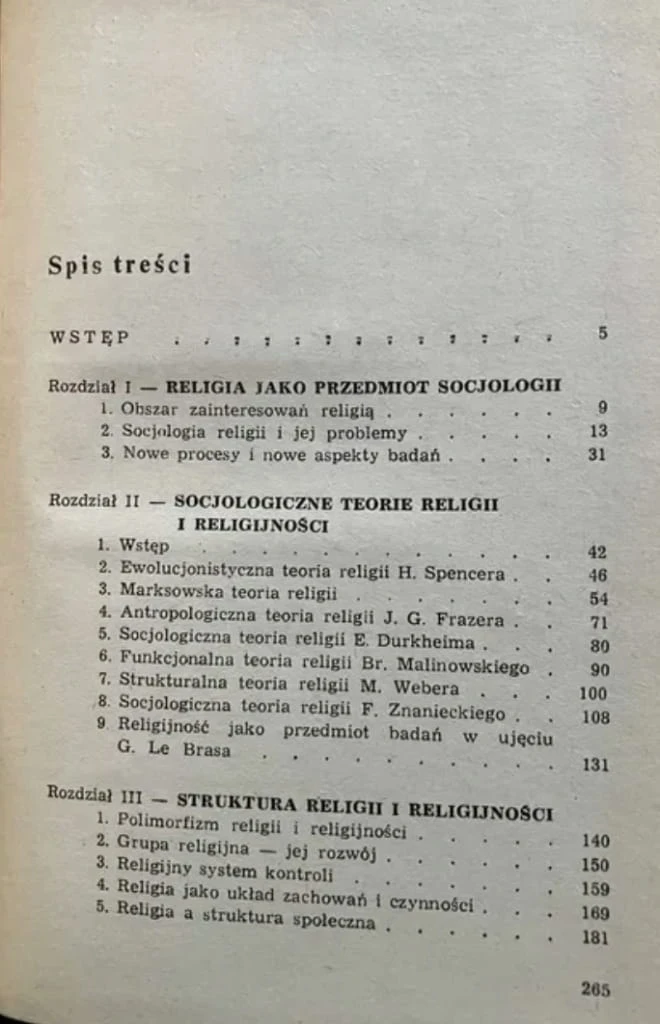 Spis treści
WSTĘP . . . . . . . . . . . . . 5
Rozdział I — RELIGIA JAKO PRZEDMIOT SOCJOLOGII
1. Obszar zainteresowań religią . . . . . . 9
2. Socjologia religii i jej problemy . . . . . 13
3. Nowe procesy i nowe aspekty badań . . . . 31
Rozdział II — SOCJOLOGICZNE TEORIE RELIGII
I RELIGIJNOŚCI
1. Wstęp . . . . . . . . . . . . 42
2. Ewolucjonistyczna teoria religii H. Spencera . . 46
3. Marksowska teoria religii . . . . . . . 54
4. Antropologiczna teoria religii J. G. Frazera . . 71
5. Socjologiczna teoria religii E. Durkheima . . . 80
6. Funkcjonalna teoria religii Br. Malinowskiego . 90
7. Strukturalna teoria religii M. Webera . . . 100
8. Socjologiczna teoria religii F. Znanieckiego . . 108
9. Religijność jako przedmiot badań w ujęciu
G. Le Brasa . . . . . . . . . . 131
Rozdział III — STRUKTURA RELIGII I RELIGIJNOŚCI
1. Polimorfizm religii i religijności . . . . . 140
2. Grupa religijna — jej rozwój . . . . . . 150
3. Religijny system kontroli . . . . . . . 159
4. Religia jako układ zachowań i czynności . . . 169
5. Religia a struktura społeczna . . . . . . 181
265